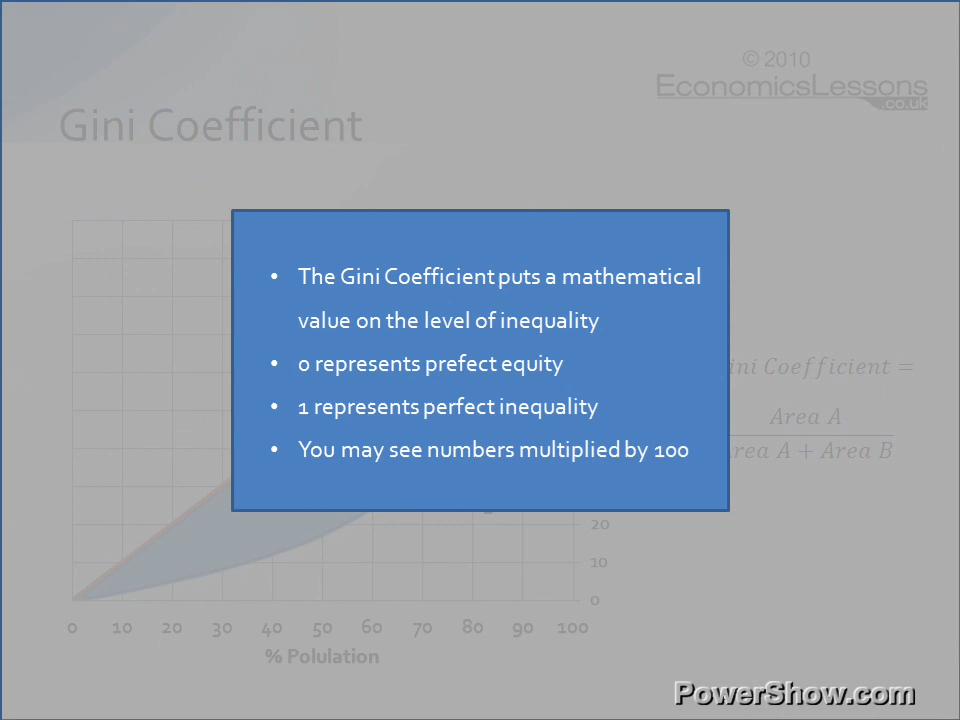 © 2010
EconomicsLessons
.co.uk
Gini Coefficient
• The Gini Coefficient puts a mathematical
value on the level of inequality
• 0 represents prefect equity
• 1 represents perfect inequality
• You may see numbers multiplied by 100
ini Coefficient =
Area A
rea A + Area B
20
10
0
0 10 20 30 40 50 60 70 80 90 100
% Polulation
PowerShow.com